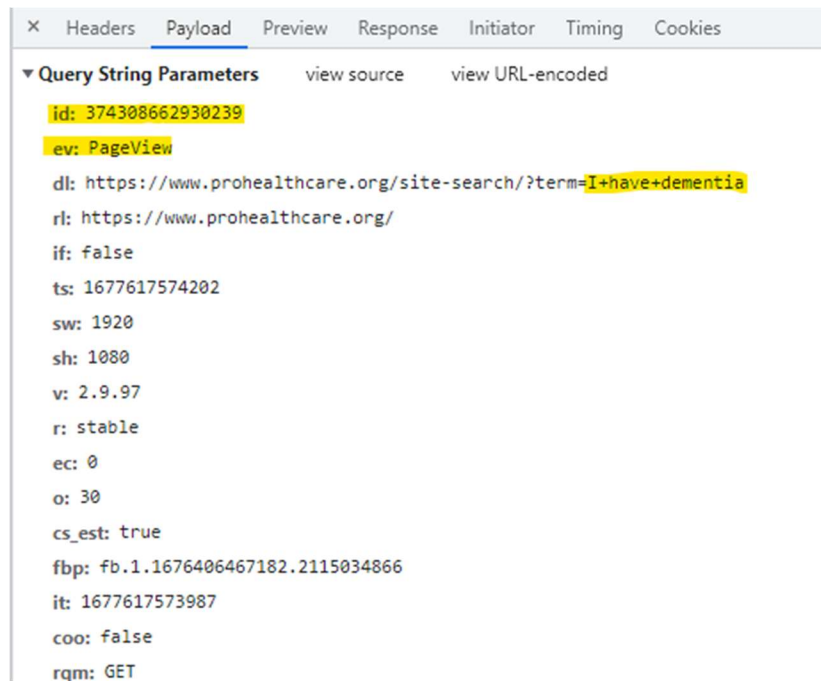 × Headers Payload Preview Response Initiator Timing Cookies
▼Query String Parameters view source view URL-encoded
id: 374308662930239
ev: PageView
dl: https://www.prohealthcare.org/site-search/?term=I+have+dementia
rl: https://www.prohealthcare.org/
if: false
ts: 1677617574202
sw: 1920
sh: 1080
v: 2.9.97
r: stable
ec: 0
o: 30
cs_est: true
fbp: fb.1.1676406467182.2115034866
it: 1677617573987
coo: false
rqm: GET